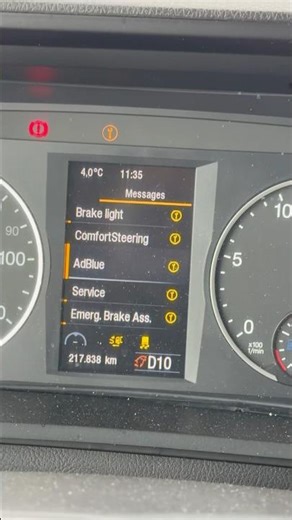 4,0°C 11:35
Messages
Brake light
ComfortSteering
AdBlue
Service
Emerg. Brake Ass.
217.838 km D10
90
100
10
5
0
x100
1/min